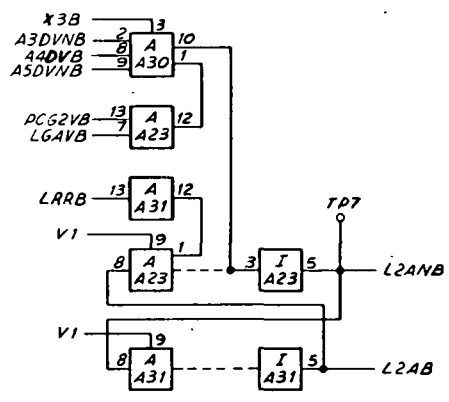 X3B
3
A3DVNB 2 A 10
A4DVB 8 A30 1
A5DVNB 9
PCG2VB 13 A 12
LGAVB 7 A23
LRRB 13 A 12
A31
TP7
V1 9
8 A 1 3 I 5 L2ANB
A23 A23
V1 9
8 A I 5 L2AB
A31 A31